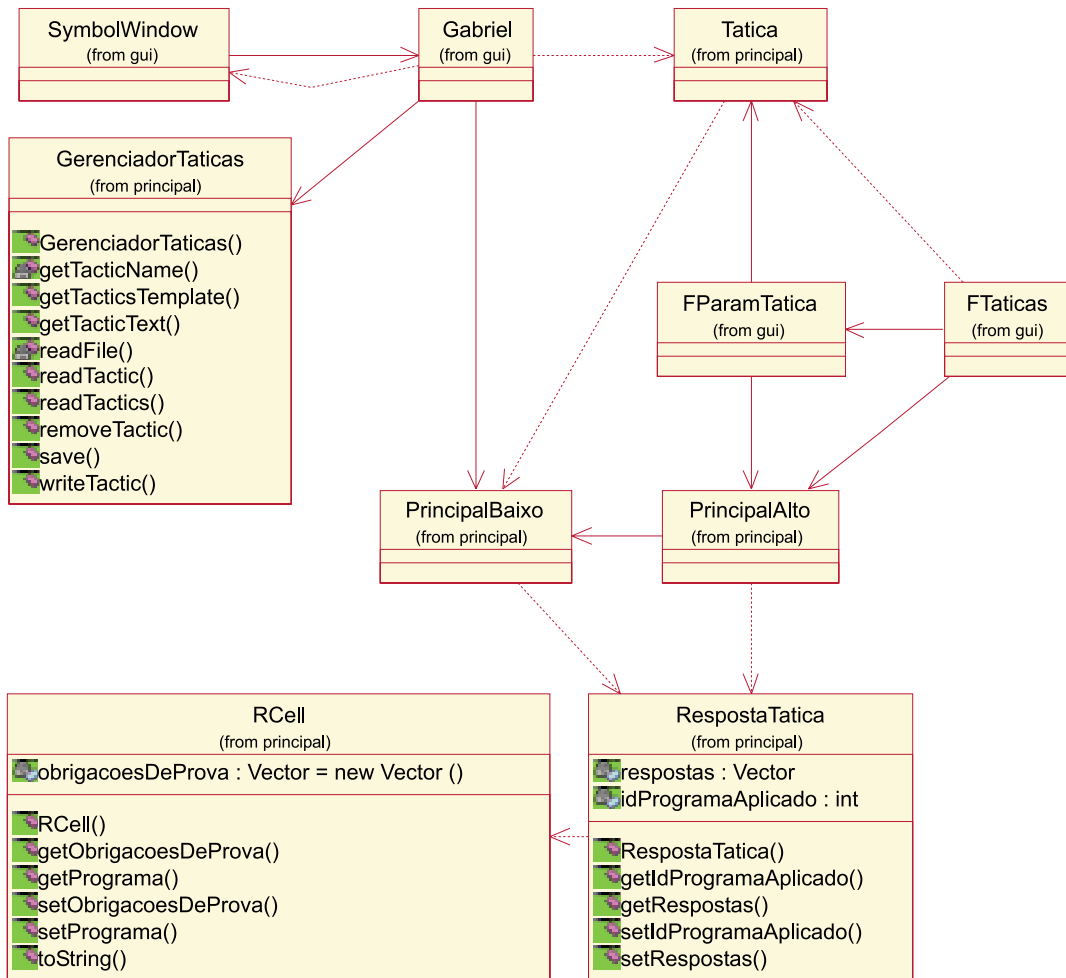 SymbolWindow
(from gui)
Gabriel
(from gui)
Tatica
(from principal)
GerenciadorTaticas
(from principal)
GerenciadorTaticas()
getTacticName()
getTacticsTemplate()
getTacticText()
readFile()
readTactic()
readTactics()
removeTactic()
save()
writeTactic()
FParamTatica
(from gui)
FTaticas
(from gui)
PrincipalBaixo
(from principal)
PrincipalAlto
(from principal)
RCell
(from principal)
obrigacoesDeProva : Vector = new Vector ()
RCell()
getObrigacoesDeProva()
getPrograma()
setObrigacoesDeProva()
setPrograma()
toString()
RespostaTatica
(from principal)
respostas : Vector
idProgramaAplicado : int
RespostaTatica()
getIdProgramaAplicado()
getRespostas()
setIdProgramaAplicado()
setRespostas()